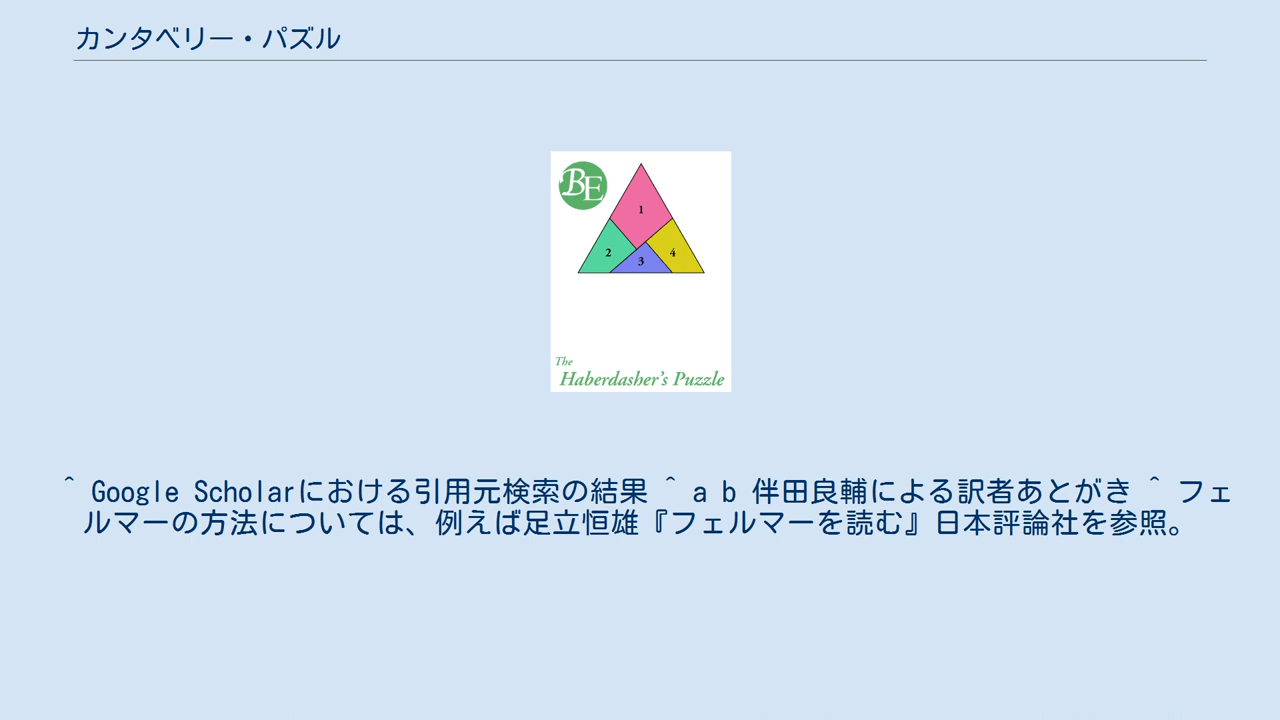 カンタベリー・パズル
BE
1
2
3
4
The
Haberdasher's Puzzle
^ Google Scholarにおける引用元検索の結果 ^ a b 伴田良輔による訳者あとがき ^ フェ
ルマーの方法については、例えば足立恒雄『フェルマーを読む』日本評論社を参照。